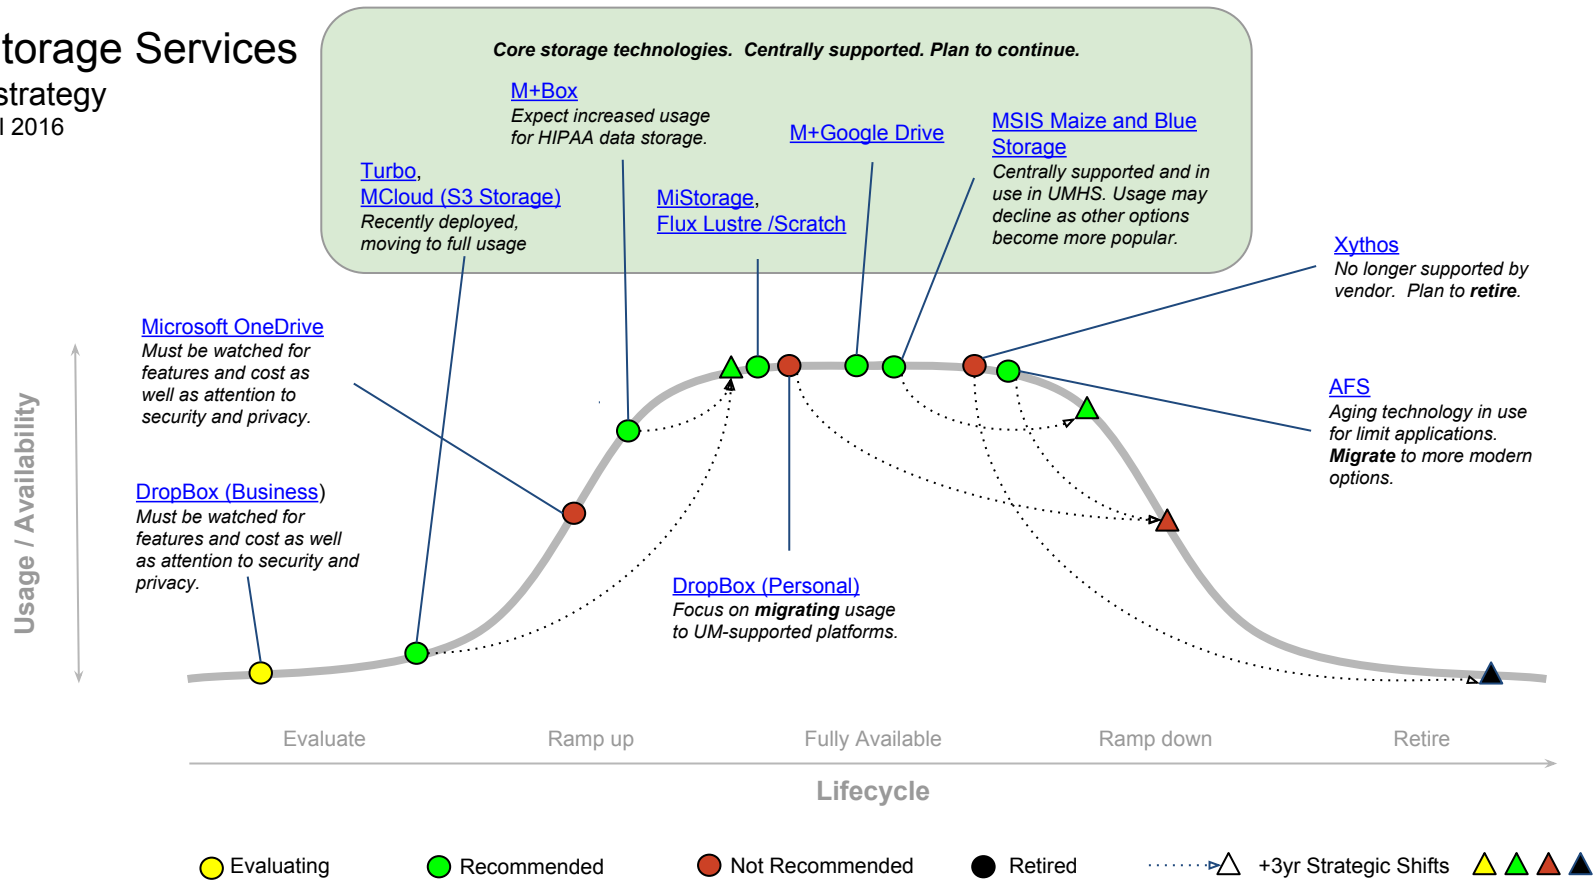 torage Services
strategy
l 2016
Core storage technologies.  Centrally supported. Plan to continue.
M+Box
Expect increased usage
for HIPAA data storage.
M+Google Drive
MSIS Maize and Blue
Storage
Centrally supported and in
use in UMHS. Usage may
decline as other options
become more popular.
Turbo,
MCloud (S3 Storage)
Recently deployed,
moving to full usage
MiStorage,
Flux Lustre /Scratch
Xythos
No longer supported by
vendor.  Plan to retire.
Microsoft OneDrive
Must be watched for
features and cost as
well as attention to
security and privacy.
AFS
Aging technology in use
for limit applications.
Migrate to more modern
options.
DropBox (Business)
Must be watched for
features and cost as well
as attention to security and
privacy.
DropBox (Personal)
Focus on migrating usage
to UM-supported platforms.
Usage / Availability
Evaluate
Ramp up
Fully Available
Ramp down
Retire
Lifecycle
Evaluating
Recommended
Not Recommended
Retired
+3yr Strategic Shifts